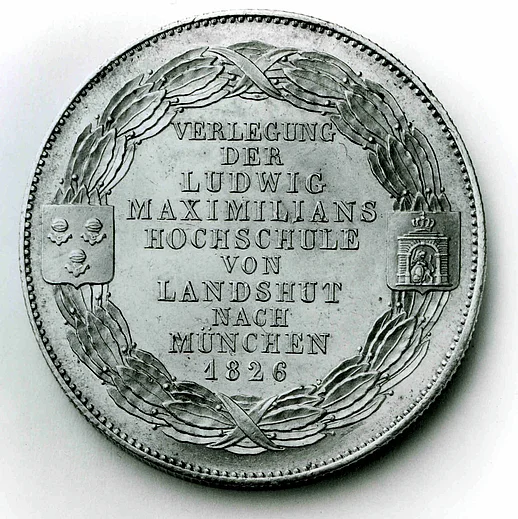 VERLEGUNG
DER
LUDWIG
MAXIMILIANS
HOCHSCHULE
VON
LANDSHUT
NACH
MÜNCHEN
1826